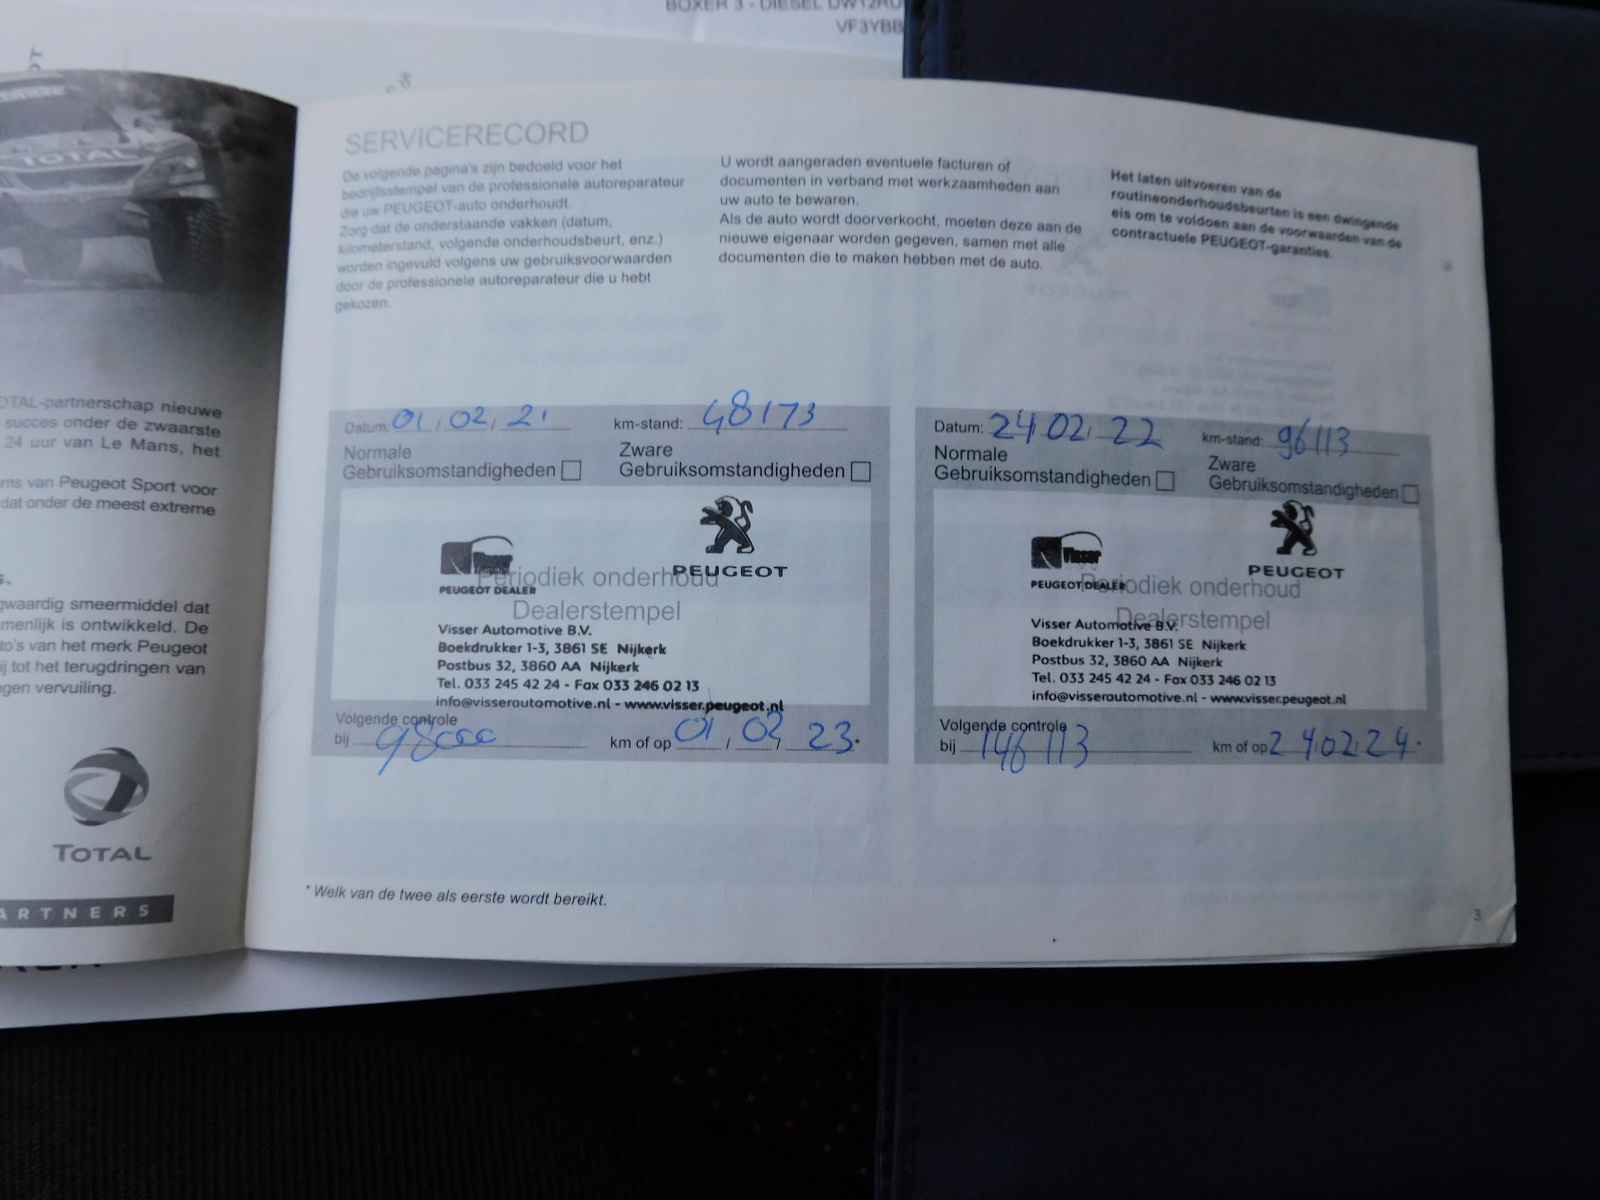 BOXER 3 - DIESEL DW12RU
VF3YBB
TOTAL
OTAL-partnerschap nieuwe
succes onder de zwaarste
24 uur van Le Mans, het
ms van Peugeot Sport voor
dat onder de meest extreme
gwaardig smeermiddel dat
menlijk is ontwikkeld. De
to's van het merk Peugeot
ij tot het terugdringen van
gen vervuiling.
TOTAL
ARTNERS
SERVICERECORD
De volgende pagina's zijn bedoeld voor het
bedrijfsstempel van de professionale autoreparateur
die uw PEUGEOT-auto onderhoudt.
Zorg dat de onderstaande vakken (datum,
kilometerstand, volgende onderhoudsbeurt, enz.)
worden ingevuld volgens uw gebruiksvoorwaarden
door de professionele autoreparateur die u hebt
gekozen.
U wordt aangeraden eventuele facturen of
documenten in verband met werkzaamheden aan
uw auto te bewaren.
Als de auto wordt doorverkocht, moeten deze aan de
nieuwe eigenaar worden gegeven, samen met alle
documenten die te maken hebben met de auto.
Het laten uitvoeren van de
routineonderhoudsbeurten is een dwingende
eis om te voldoen aan de voorwaarden van de
contractuele PEUGEOT-garanties.
Datum: 01, 02, 21 km-stand: 48173
Normale
Gebruiksomstandigheden
Zware
Gebruiksomstandigheden
Visser
PEUGEOT DEALER
PEUGEOT
Periodiek onderhoud
Dealerstempel
Visser Automotive B.V.
Boekdrukker 1-3, 3861 SE Nijkerk
Postbus 32, 3860 AA Nijkerk
Tel. 033 245 42 24 - Fax 033 246 02 13
info@visserautomotive.nl - www.visser.peugeot.nl
Volgende controle
bij 98000 km of op 01 / 02 / 23*
Datum: 24 02, 22 km-stand: 96113
Normale
Gebruiksomstandigheden
Zware
Gebruiksomstandigheden
Visser
PEUGEOT DEALER
PEUGEOT
Periodiek onderhoud
Dealerstempel
Visser Automotive B.V.
Boekdrukker 1-3, 3861 SE Nijkerk
Postbus 32, 3860 AA Nijkerk
Tel. 033 245 42 24 - Fax 033 246 02 13
info@visserautomotive.nl - www.visser.peugeot.nl
Volgende controle
bij 146113 km of op 24.02.24*
* Welk van de twee als eerste wordt bereikt.
3